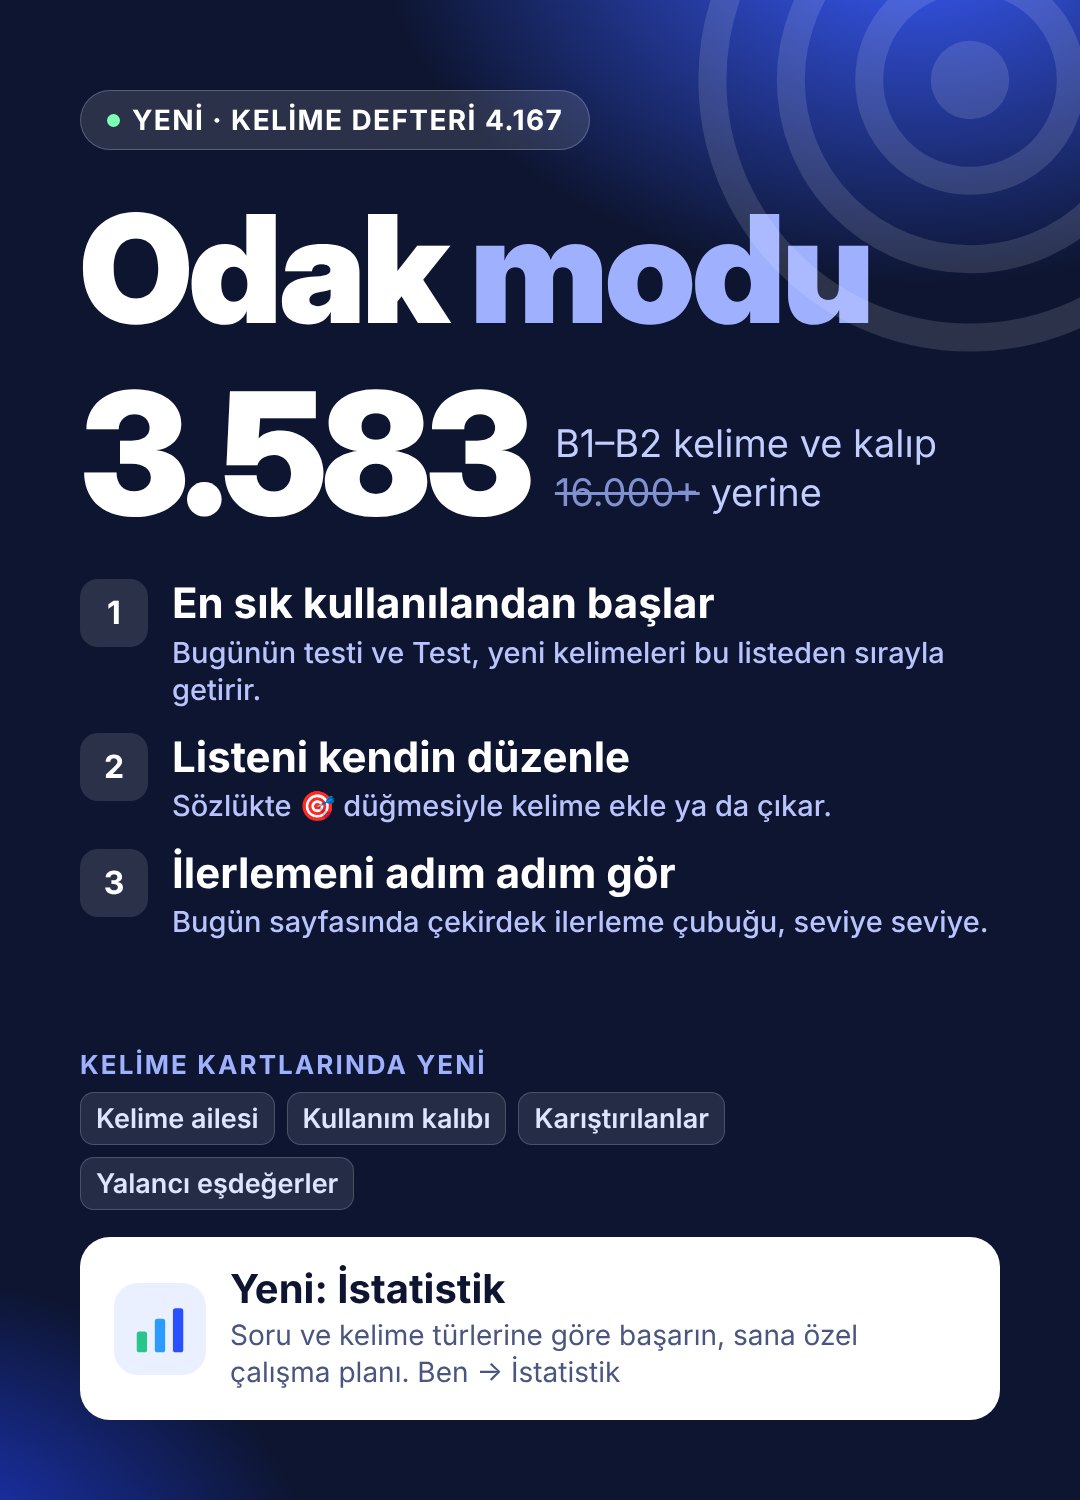 YENİ · KELİME DEFTERİ 4.167
Odak modu
3.583
B1–B2 kelime ve kalıp
16.000+ yerine
1
En sık kullanılandan başlar
Bugünün testi ve Test, yeni kelimeleri bu listeden sırayla
getirir.
2
Listeni kendin düzenle
Sözlükte 🎯 düğmesiyle kelime ekle ya da çıkar.
3
İlerlemeni adım adım gör
Bugün sayfasında çekirdek ilerleme çubuğu, seviye seviye.
KELİME KARTLARINDA YENİ
Kelime ailesi Kullanım kalıbı Karıştırılanlar
Yalancı eşdeğerler
Yeni: İstatistik
Soru ve kelime türlerine göre başarın, sana özel
çalışma planı. Ben → İstatistik